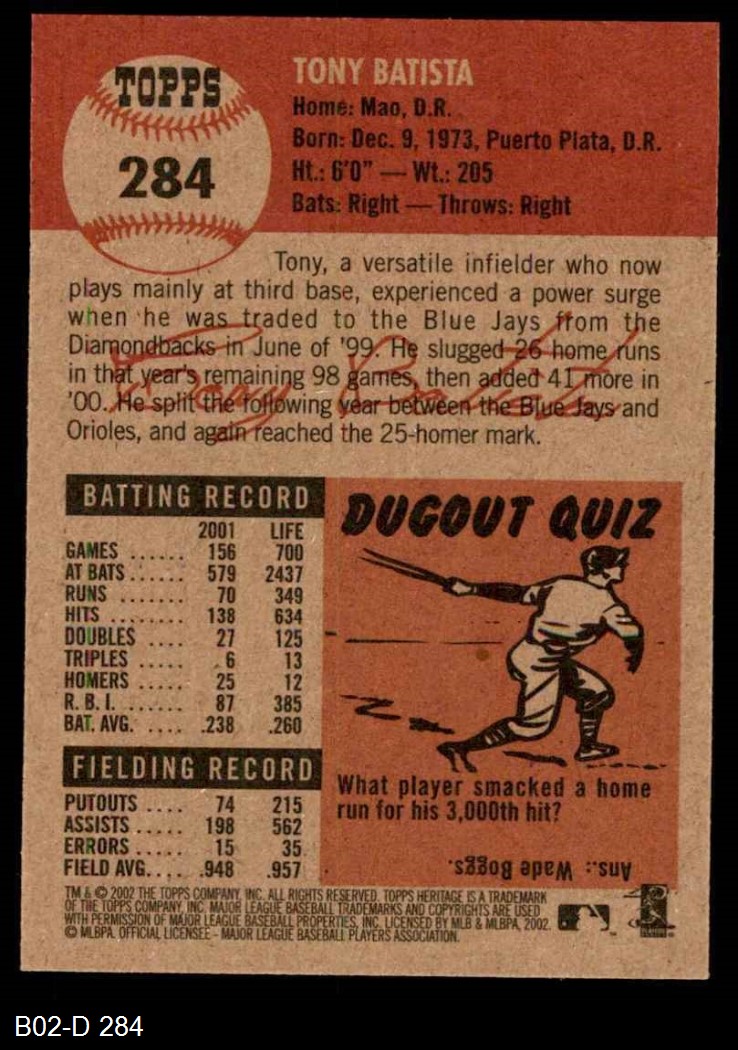 TOPPS
284
TONY BATISTA
Home: Mao, D.R.
Born: Dec. 9, 1973, Puerto Plata, D.R.
Ht.: 6'0" — Wt.: 205
Bats: Right — Throws: Right
Tony, a versatile infielder who now
plays mainly at third base, experienced a power surge
when he was traded to the Blue Jays from the
Diamondbacks in June of '99. He slugged 26 home runs
in that year's remaining 98 games, then added 41 more in
'00. He split the following year between the Blue Jays and
Orioles, and again reached the 25-homer mark.
Tony Batista
BATTING RECORD
2001 LIFE
GAMES ...... 156 700
AT BATS ...... 579 2437
RUNS ....... 70 349
HITS ......... 138 634
DOUBLES .... 27 125
TRIPLES ..... 6 13
HOMERS ..... 25 12
R. B. I. ....... 87 385
BAT. AVG. .... .238 .260
FIELDING RECORD
PUTOUTS .... 74 215
ASSISTS ..... 198 562
ERRORS ..... 15 35
FIELD AVG. ... .948 .957
DUGOUT QUIZ
What player smacked a home
run for his 3,000th hit?
Ans.: Wade Boggs.
TM & © 2002 THE TOPPS COMPANY, INC. ALL RIGHTS RESERVED. TOPPS HERITAGE IS A TRADEMARK
OF THE TOPPS COMPANY, INC. MAJOR LEAGUE BASEBALL TRADEMARKS AND COPYRIGHTS ARE USED
WITH PERMISSION OF MAJOR LEAGUE BASEBALL PROPERTIES, INC. LICENSED BY MLB & MLBPA, 2002.
© MLBPA. OFFICIAL LICENSEE - MAJOR LEAGUE BASEBALL PLAYERS ASSOCIATION.
B02-D 284